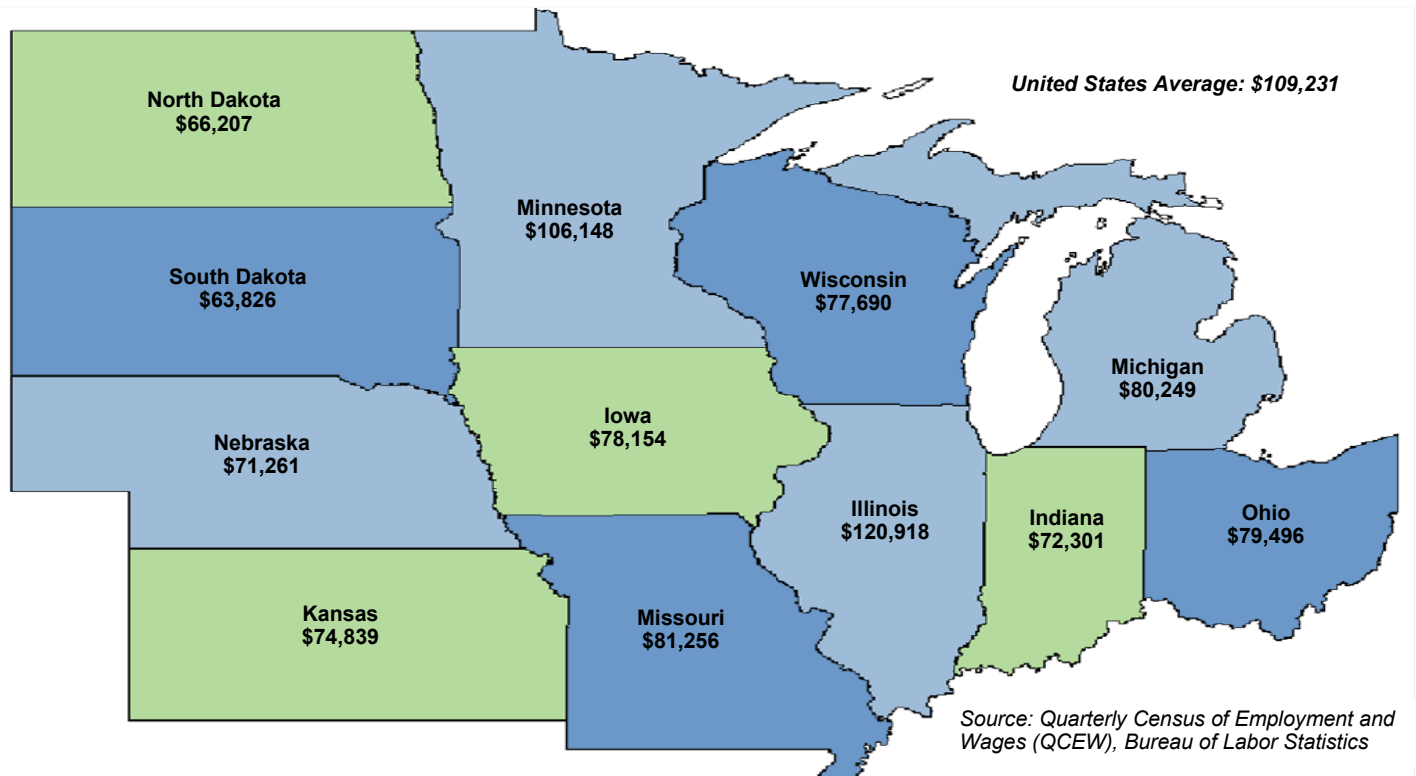 United States Average: $109,231
North Dakota
$66,207
Minnesota
$106,148
South Dakota
$63,826
Wisconsin
$77,690
Michigan
$80,249
Iowa
$78,154
Nebraska
$71,261
Illinois
$120,918
Indiana
$72,301
Ohio
$79,496
Kansas
$74,839
Missouri
$81,256
Source: Quarterly Census of Employment and
Wages (QCEW), Bureau of Labor Statistics